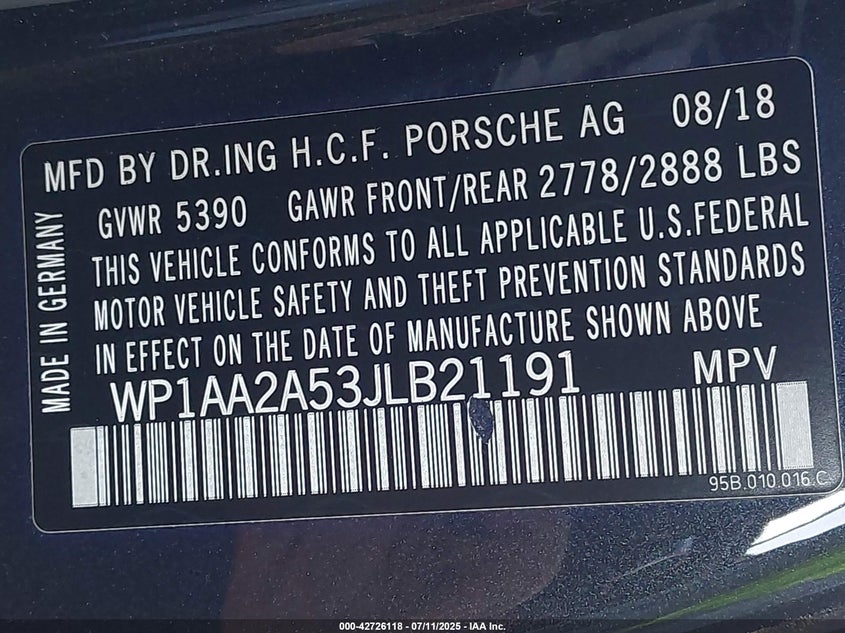 MFD BY DR.ING H.C.F. PORSCHE AG 08/18
GVWR 5390 GAWR FRONT/REAR 2778/2888 LBS
THIS VEHICLE CONFORMS TO ALL APPLICABLE U.S.FEDERAL
MOTOR VEHICLE SAFETY AND THEFT PREVENTION STANDARDS
IN EFFECT ON THE DATE OF MANUFACTURE SHOWN ABOVE
WP1AA2A53JLB21191 MPV
MADE IN GERMANY
95B.010.016.C
000-42726118 - 07/11/2025 - IAA Inc.